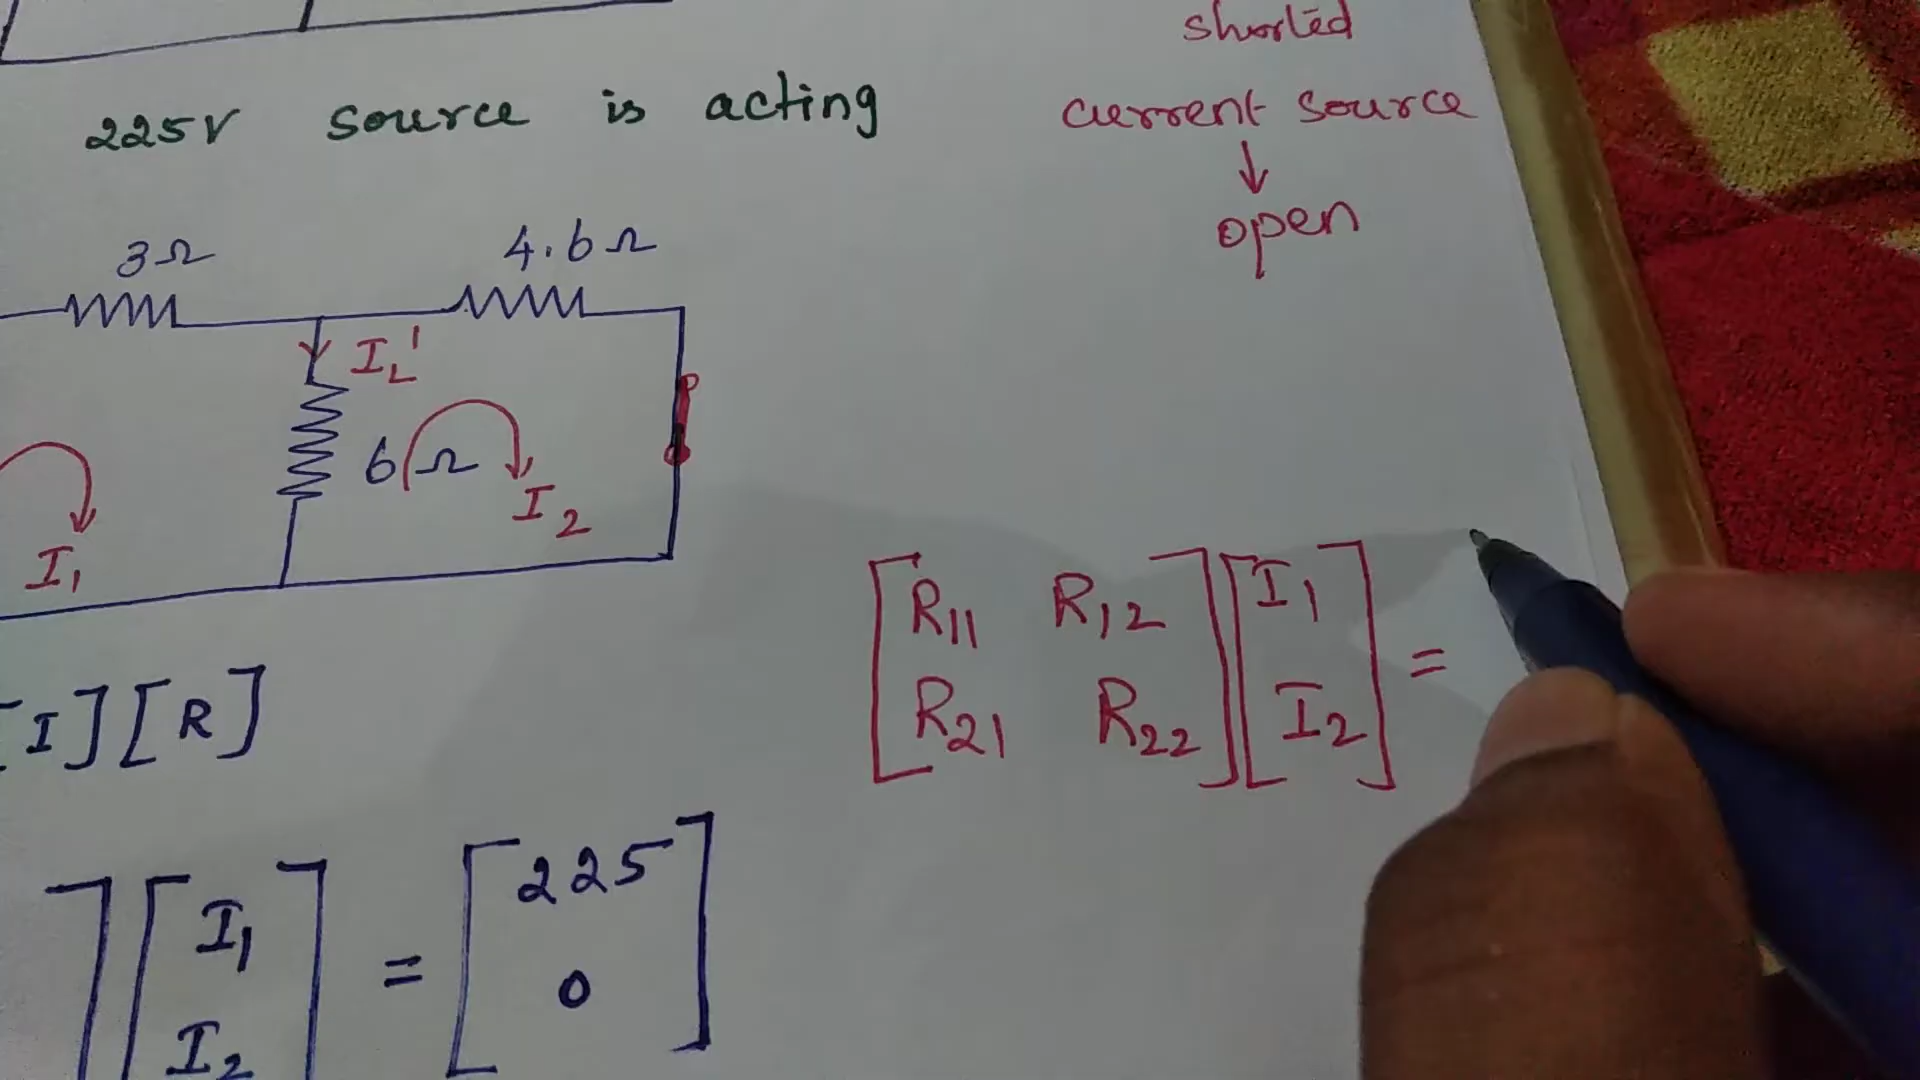 shorted
225V source is acting
current source
↓
open
3Ω
4.6Ω
I_L'
6Ω
I_2
I_1
[R_11 R_12] [I_1] =
[R_21 R_22] [I_2]
[I][R]
[I_1] = [225]
[I_2] [0]